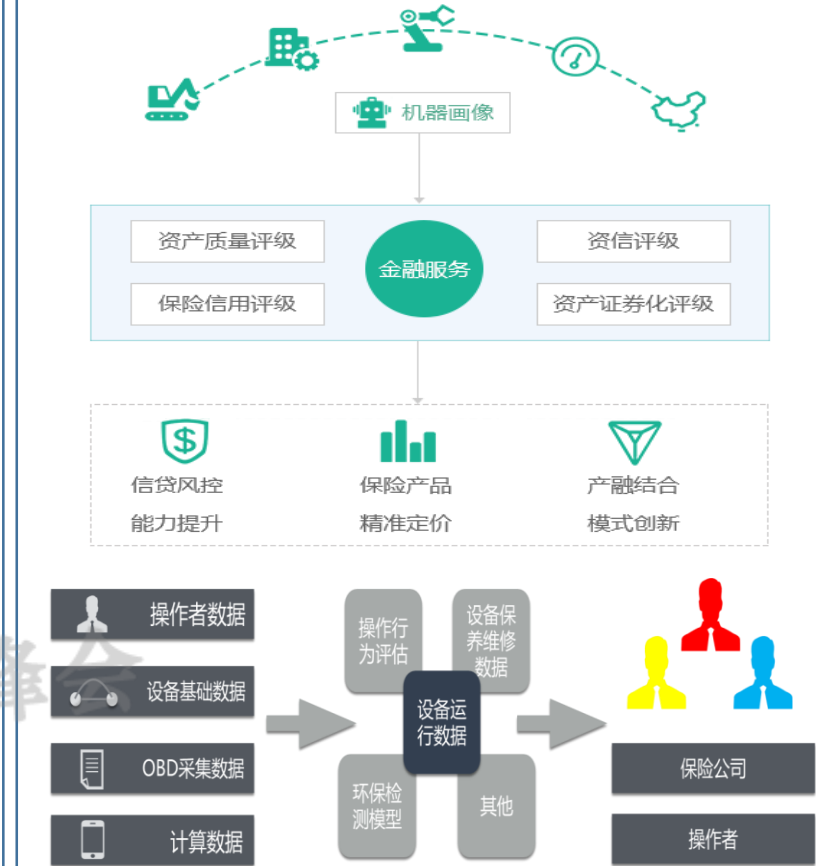 机器画像
资产质量评级
资信评级
金融服务
保险信用评级
资产证券化评级
信贷风控
能力提升
保险产品
精准定价
产融结合
模式创新
操作者数据
设备基础数据
OBD采集数据
计算数据
操作行
为评估
设备保
养维修
数据
设备运
行数据
环保检
测模型
其他
保险公司
操作者
峰会